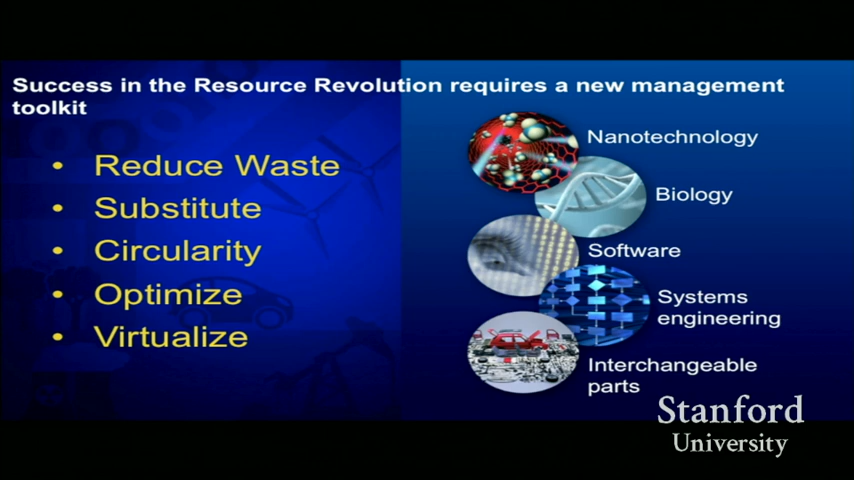 Success in the Resource Revolution requires a new management
toolkit
• Reduce Waste
• Substitute
• Circularity
• Optimize
• Virtualize
Nanotechnology
Biology
Software
Systems
engineering
Interchangeable
parts
Stanford
University